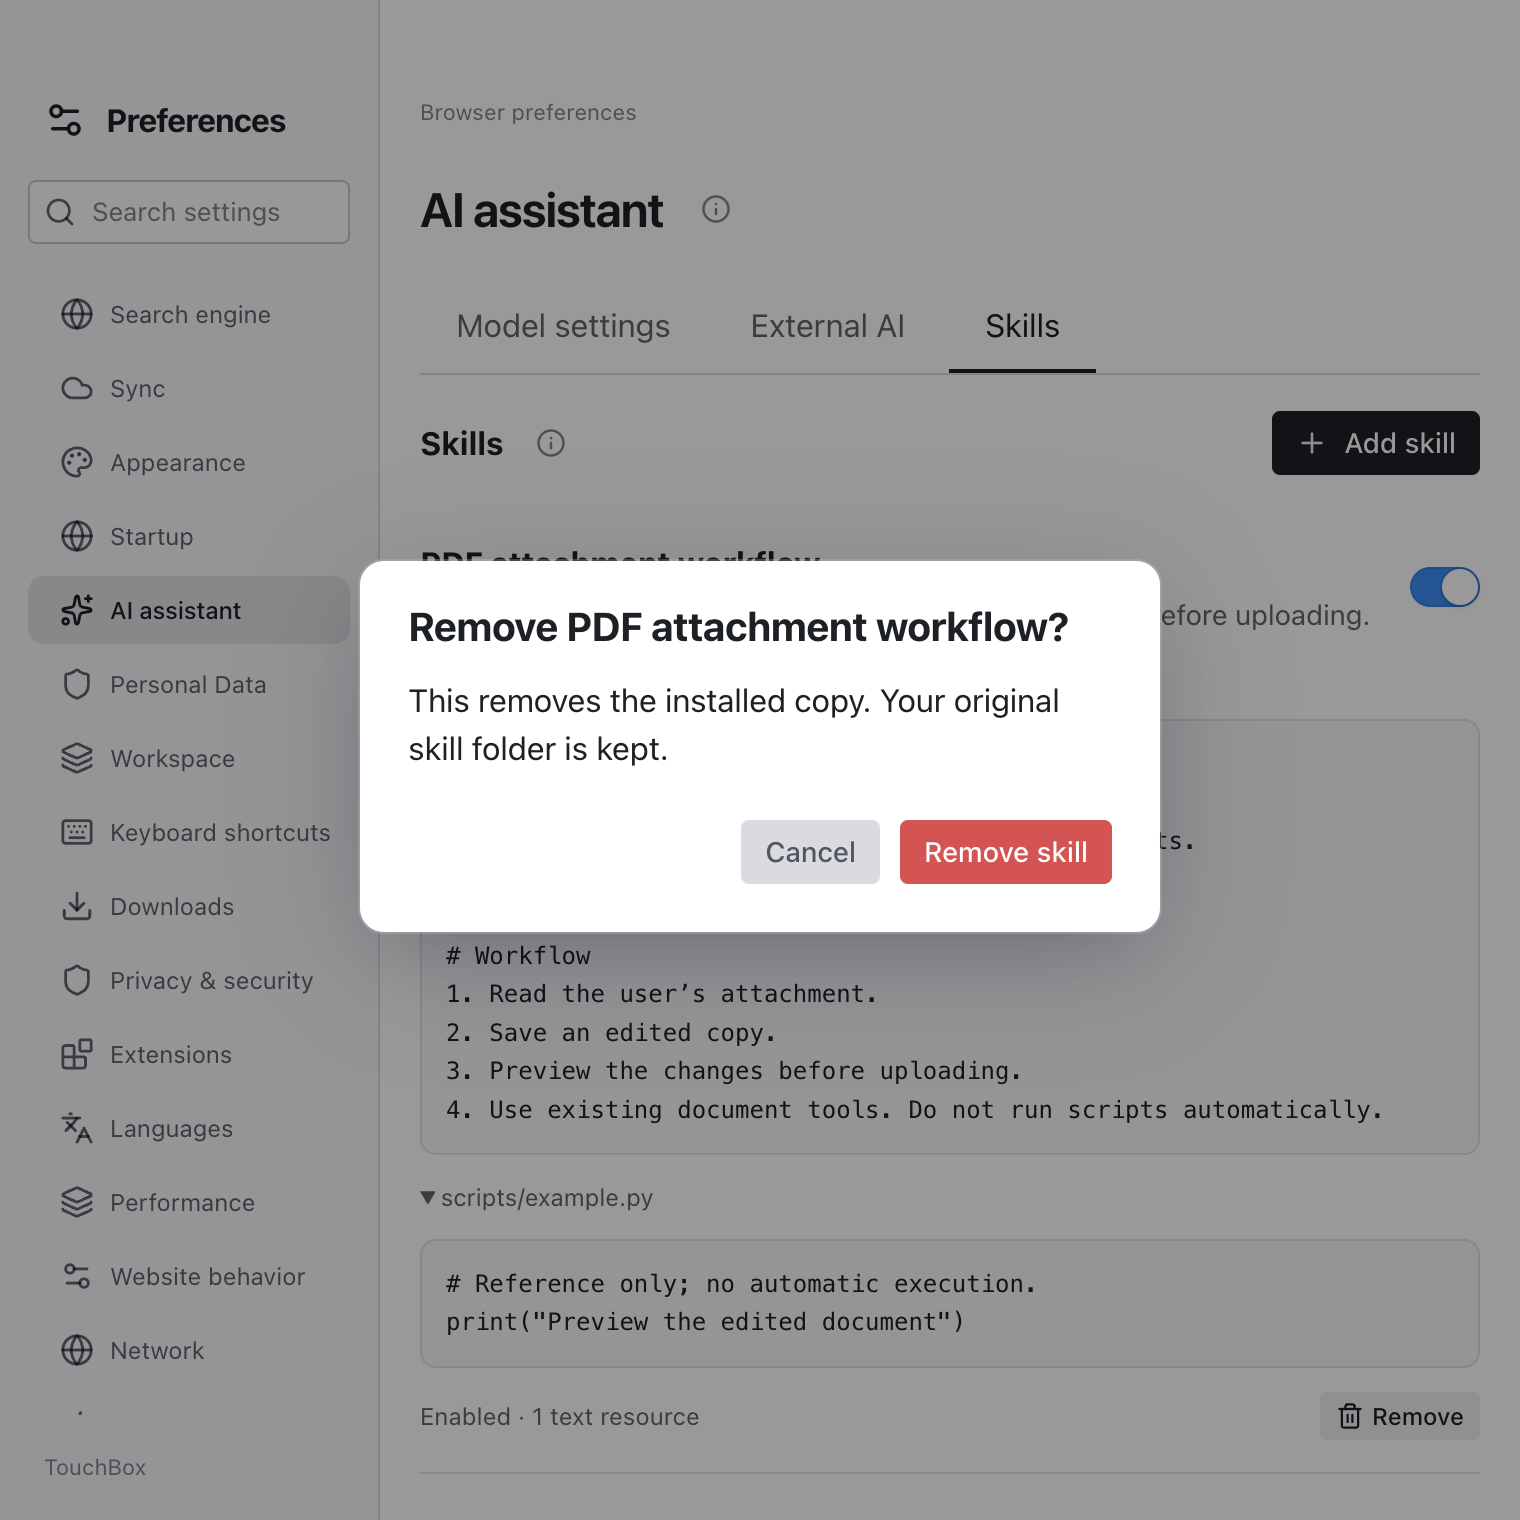 Preferences
Search settings
Search engine
Sync
Appearance
Startup
AI assistant
Personal Data
Workspace
Keyboard shortcuts
Downloads
Privacy & security
Extensions
Languages
Performance
Website behavior
Network
TouchBox
Browser preferences
AI assistant
Model settings
External AI
Skills
Skills
+ Add skill
PDF attachment workflow
efore uploading.
Remove PDF attachment workflow?
This removes the installed copy. Your original
skill folder is kept.
Cancel
Remove skill
ts.
# Workflow
1. Read the user’s attachment.
2. Save an edited copy.
3. Preview the changes before uploading.
4. Use existing document tools. Do not run scripts automatically.
scripts/example.py
# Reference only; no automatic execution.
print("Preview the edited document")
Enabled · 1 text resource
Remove